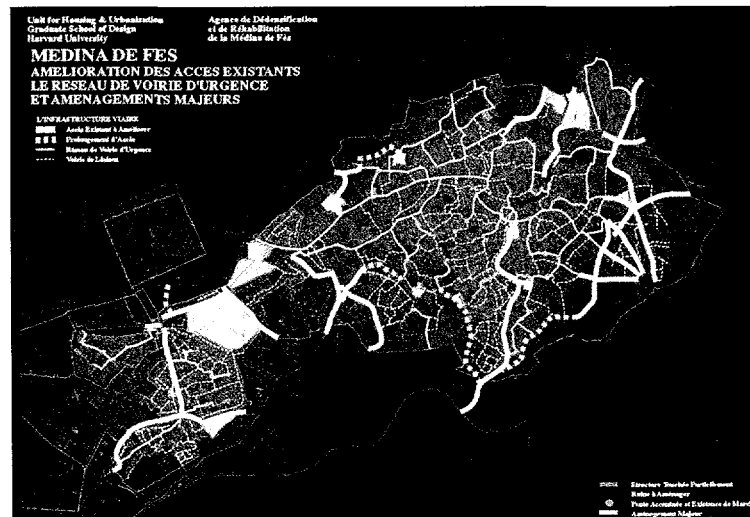 Unit for Housing & Urbanization
Graduate School of Design
Harvard University
Agence de Dédensification
et de Réhabilitation
de la Médina de Fès
MEDINA DE FES
AMELIORATION DES ACCES EXISTANTS
LE RESEAU DE VOIRIE D'URGENCE
ET AMENAGEMENTS MAJEURS
L'INFRASTRUCTURE VIAIRE
Accès Existant à Améliorer
Prolongement d'Accès
Réseau de Voirie d'Urgence
Voirie de Liaison
Structure Touchée Partiellement
Ruine à Aménager
Aménagement Majeur